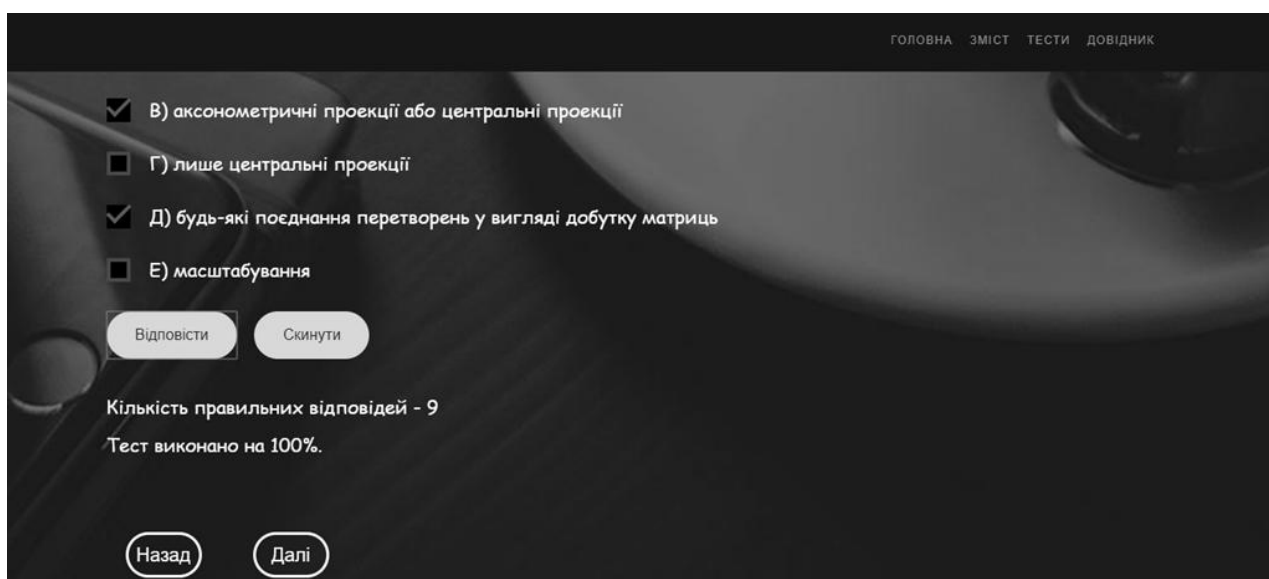 ГОЛОВНА ЗМІСТ ТЕСТИ ДОВІДНИК
В) аксонометричні проекції або центральні проекції
Г) лише центральні проекції
Д) будь-які поєднання перетворень у вигляді добутку матриць
Е) масштабування
Відповісти Скинути
Кількість правильних відповідей - 9
Тест виконано на 100%.
Назад Далі